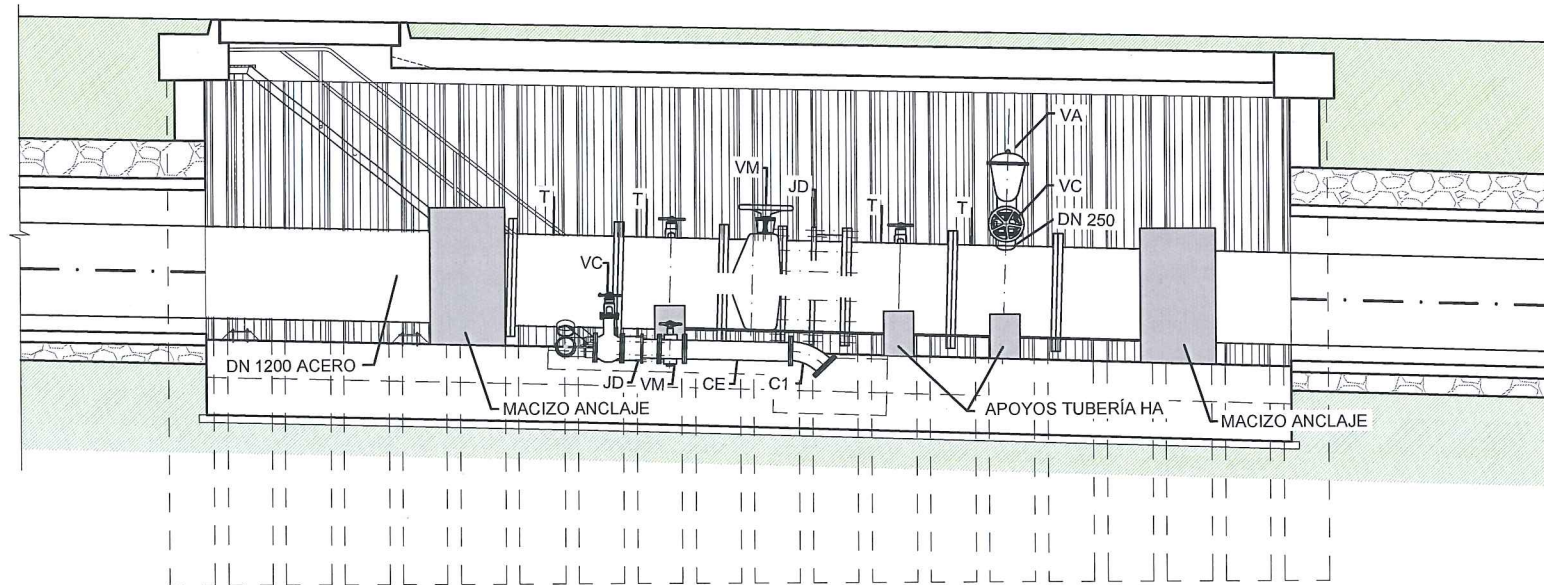 VA
VM
JD
VC
T
T
T
T
DN 250
VC
DN 1200 ACERO
JD
VM
CE
C1
MACIZO ANCLAJE
APOYOS TUBERÍA HA
MACIZO ANCLAJE